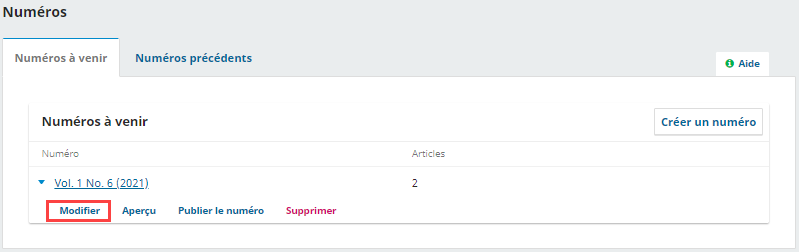 Numéros
Numéros à venir Numéros précédents
Aide
Numéros à venir Créer un numéro
Numéro Articles
Vol. 1 No. 6 (2021) 2
Modifier Aperçu Publier le numéro Supprimer